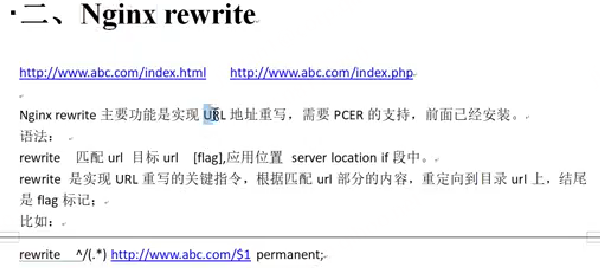 二、Nginx rewrite
http://www.abc.com/index.html http://www.abc.com/index.php
Nginx rewrite 主要功能是实现 URL 地址重写，需要 PCER 的支持，前面已经安装。
语法：
rewrite 匹配 url 目标 url [flag],应用位置 server location if 段中。
rewrite 是实现 URL 重写的关键指令，根据匹配 url 部分的内容，重定向到目录 url 上，结尾
是 flag 标记；
比如：
rewrite ^/(.*) http://www.abc.com/$1 permanent;